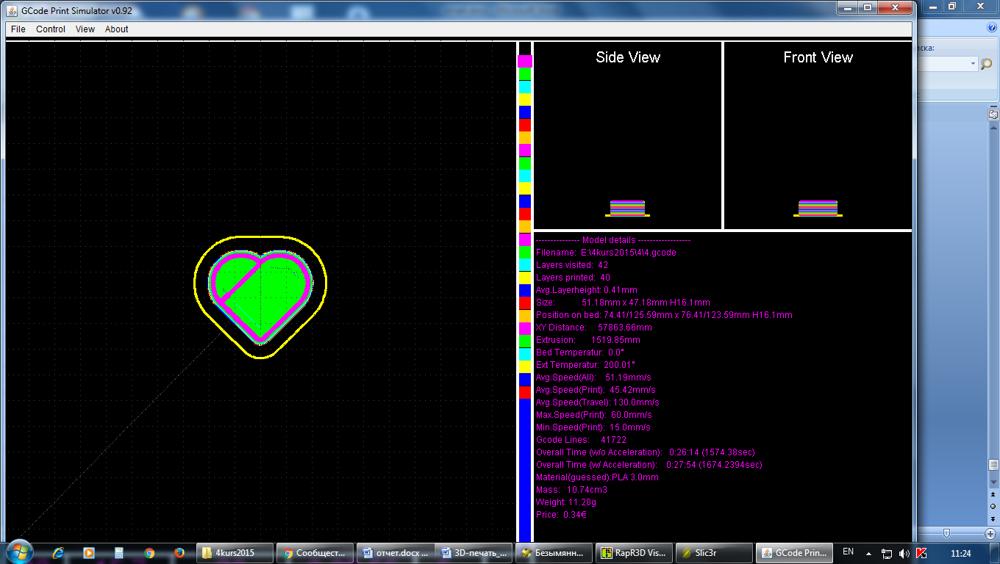 GCode Print Simulator v0.92
File Control View About
иска:
Side View
Front View
--------------- Model details ------------------
Filename: E:\4kurs2015\4\4.gcode
Layers visited: 42
Layers printed: 40
Avg.Layerheight: 0.41mm
Size: 51.18mm x 47.18mm H16.1mm
Position on bed: 74.41/125.59mm x 76.41/123.59mm H16.1mm
XY Distance: 57863.66mm
Extrusion: 1519.85mm
Bed Temperatur: 0.0°
Ext Temperatur: 200.01°
Avg.Speed(All): 51.19mm/s
Avg.Speed(Print): 45.42mm/s
Avg.Speed(Travel): 130.0mm/s
Max.Speed(Print): 60.0mm/s
Min.Speed(Print): 15.0mm/s
Gcode Lines: 41722
Overall Time (w/o Acceleration): 0:26:14 (1574.38sec)
Overall Time (w/ Acceleration): 0:27:54 (1674.2394sec)
Material(guessed):PLA 3.0mm
Mass: 10.74cm3
Weight: 11.28g
Price: 0.34€
4kurs2015 Сообщест... отчет.docx ... 3D-печать_... Безымянн... RapR3D Vis... Slic3r GCode Prin... EN 11:24